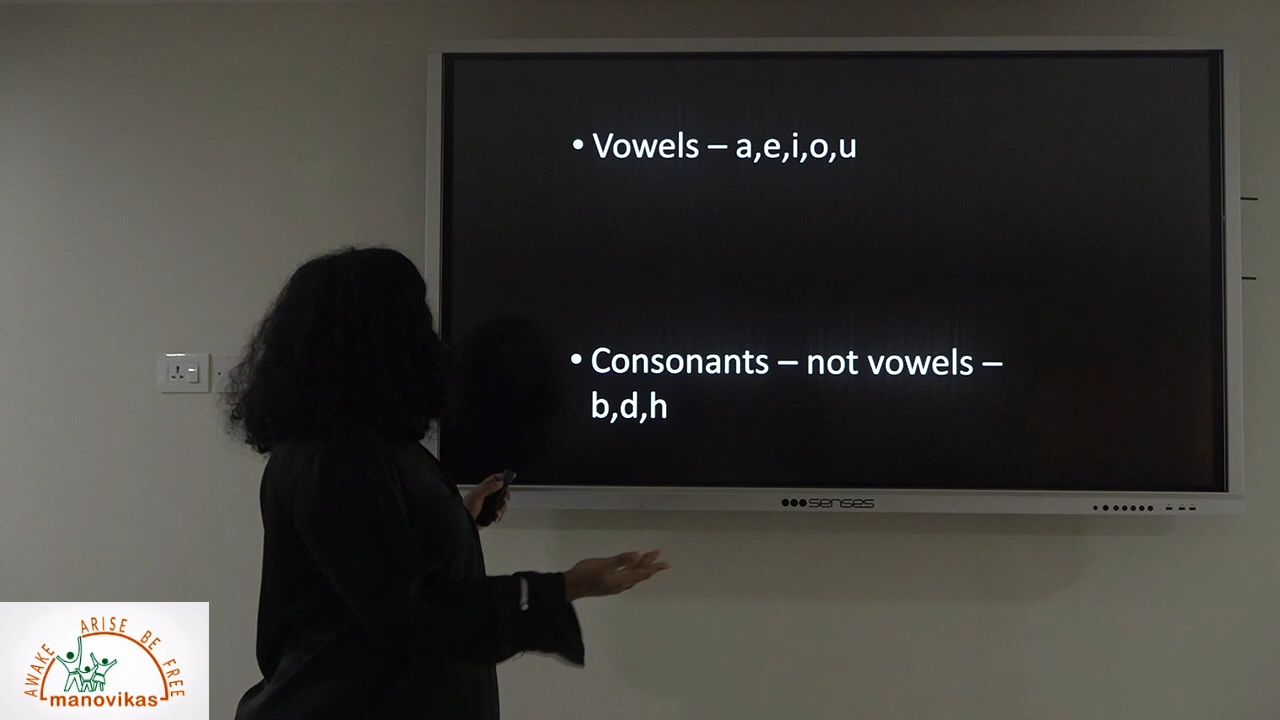 • Vowels – a,e,i,o,u
• Consonants – not vowels –
b,d,h
senses
AWAKE ARISE BE FREE
manovikas